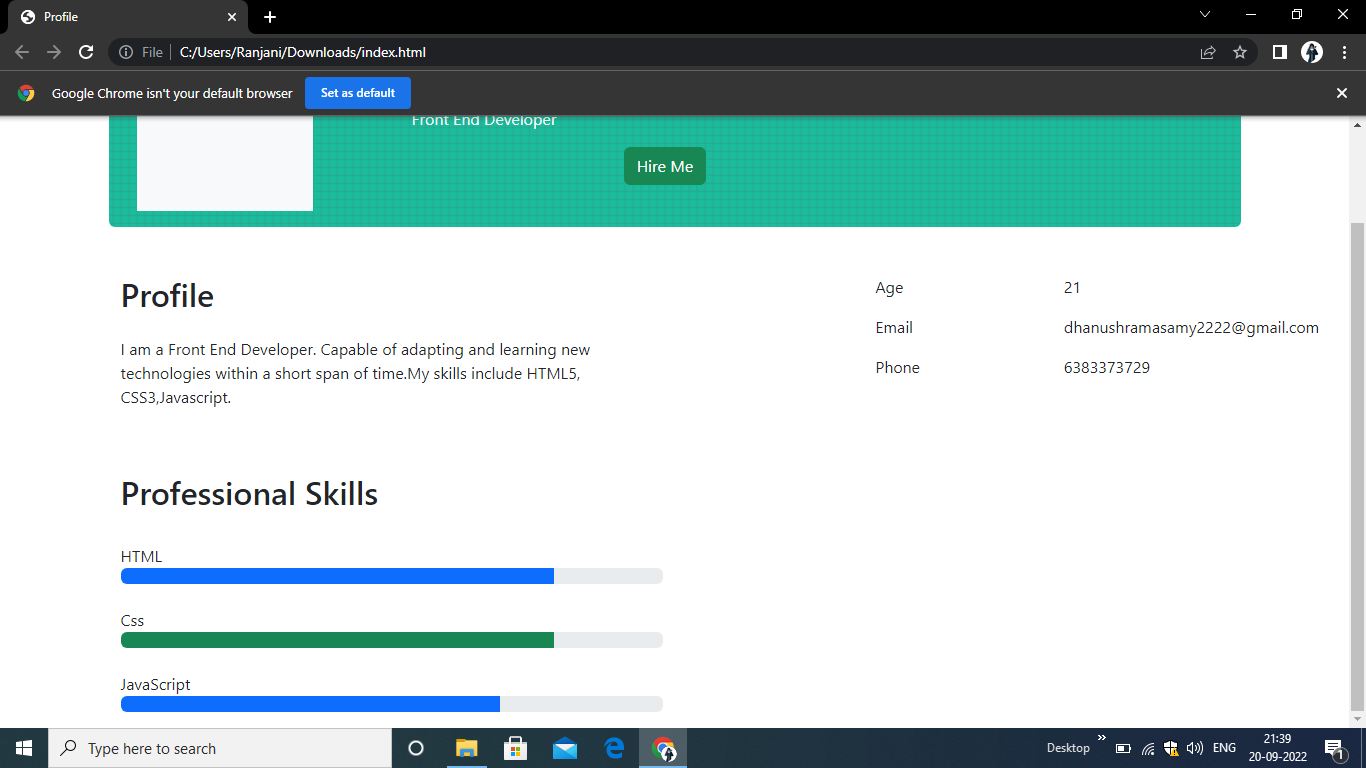 Profile
File
C:/Users/Ranjani/Downloads/index.html
Google Chrome isn't your default browser
Set as default
Front End Developer
Hire Me
Profile
I am a Front End Developer. Capable of adapting and learning new
technologies within a short span of time.My skills include HTML5,
CSS3,Javascript.
Age 21
Email dhanushramasamy2222@gmail.com
Phone 6383373729
Professional Skills
HTML
Css
JavaScript
Type here to search
Desktop
ENG
21:39
20-09-2022
1